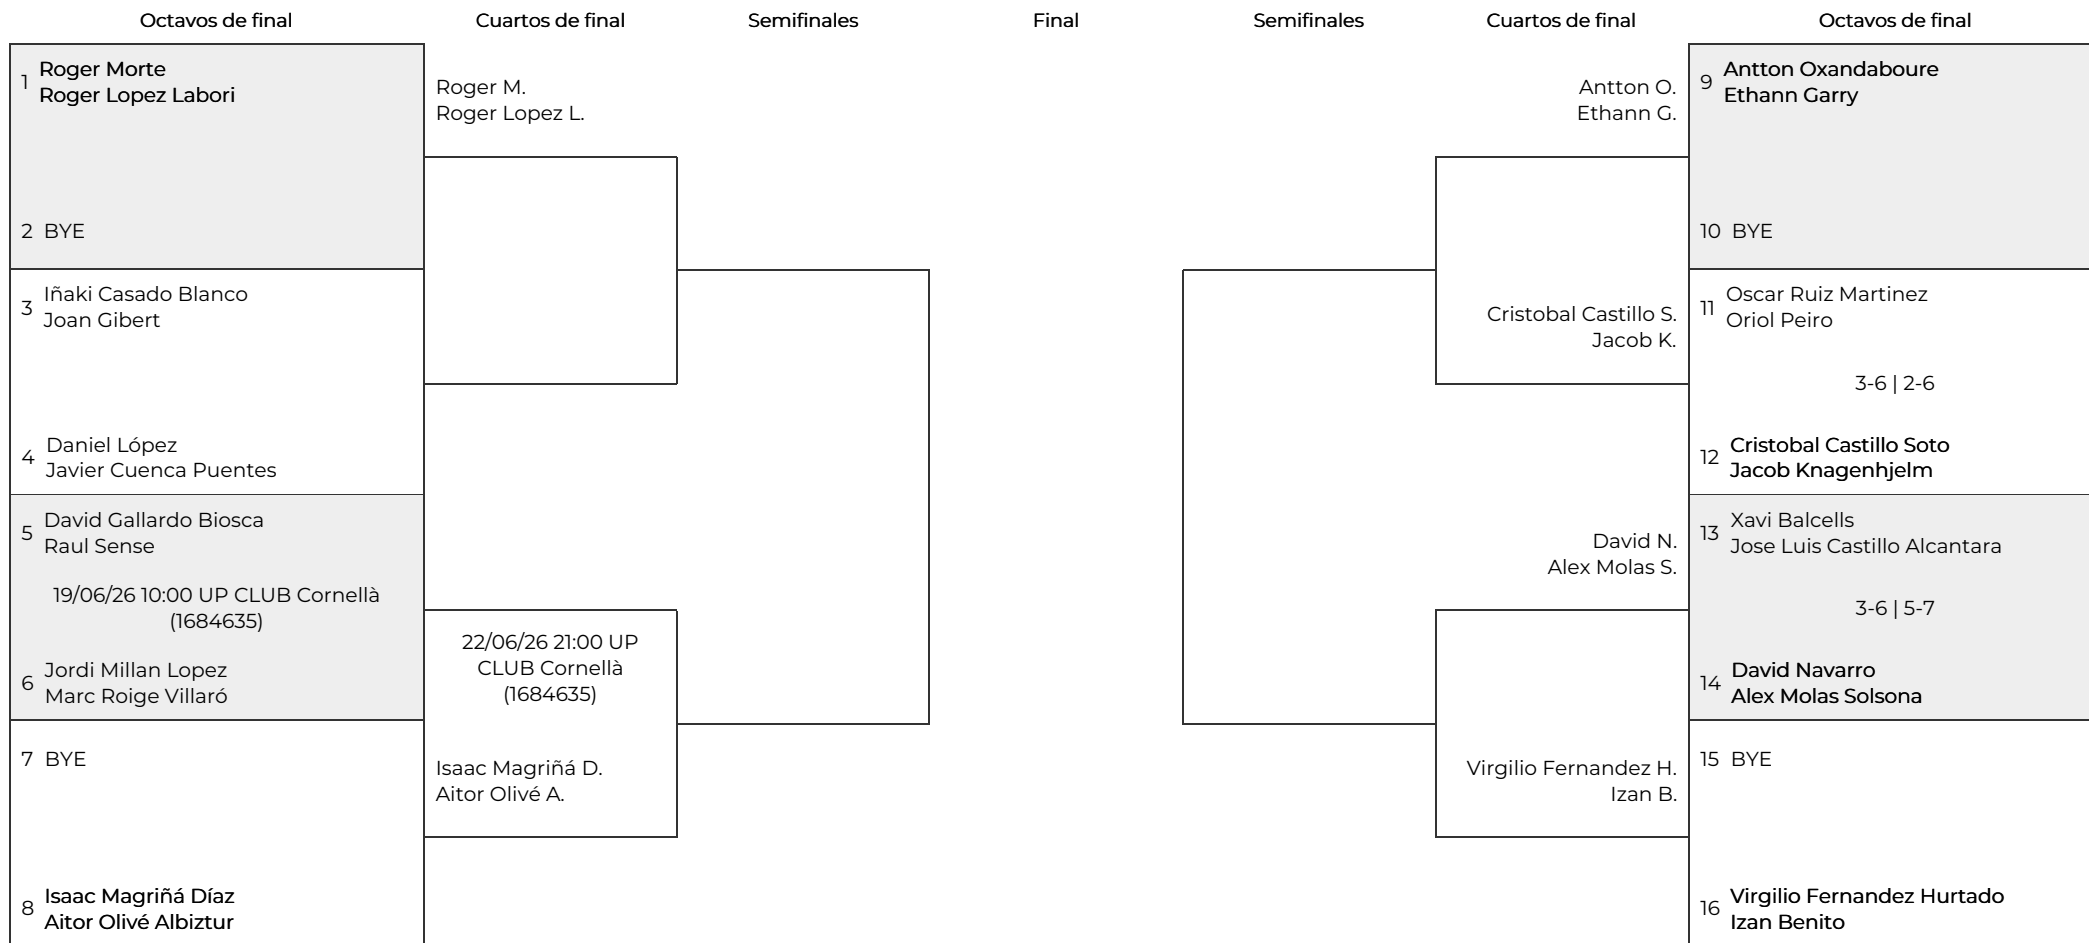 Octavos de final
Cuartos de final
Semifinales
Final
Semifinales
Cuartos de final
Octavos de final
1 Roger Morte
Roger Lopez Labori
2 BYE
3 Iñaki Casado Blanco
Joan Gibert
4 Daniel López
Javier Cuenca Puentes
5 David Gallardo Biosca
Raul Sense
19/06/26 10:00 UP CLUB Cornellà
(1684635)
6 Jordi Millan Lopez
Marc Roige Villaró
7 BYE
8 Isaac Magriñá Díaz
Aitor Olivé Albiztur
Roger M.
Roger Lopez L.
22/06/26 21:00 UP
CLUB Cornellà
(1684635)
Isaac Magriñá D.
Aitor Olivé A.
Antton O.
Ethann G.
Cristobal Castillo S.
Jacob K.
David N.
Alex Molas S.
Virgilio Fernandez H.
Izan B.
9 Antton Oxandaboure
Ethann Garry
10 BYE
11 Oscar Ruiz Martinez
Oriol Peiro
3-6 | 2-6
12 Cristobal Castillo Soto
Jacob Knagenhjelm
13 Xavi Balcells
Jose Luis Castillo Alcantara
3-6 | 5-7
14 David Navarro
Alex Molas Solsona
15 BYE
16 Virgilio Fernandez Hurtado
Izan Benito